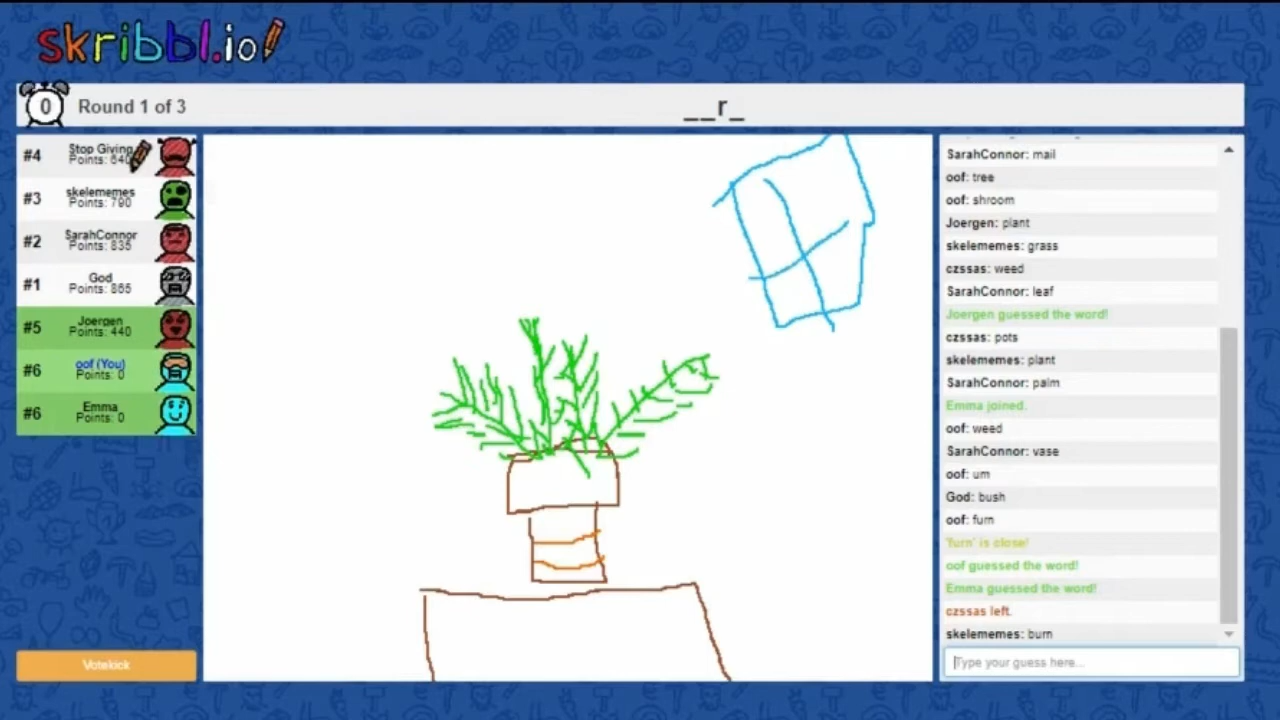 skribbl.io
0
Round 1 of 3
__r_
#4
Stop Giving
Points: 640
#3
skelememes
Points: 790
#2
SarahConnor
Points: 835
#1
God
Points: 865
#5
Joergen
Points: 440
#6
oof (You)
Points: 0
#6
Emma
Points: 0
Votekick
SarahConnor: mail
oof: tree
oof: shroom
Joergen: plant
skelememes: grass
czssas: weed
SarahConnor: leaf
Joergen guessed the word!
czssas: pots
skelememes: plant
SarahConnor: palm
Emma joined.
oof: weed
SarahConnor: vase
oof: um
God: bush
oof: furn
'furn' is close!
oof guessed the word!
Emma guessed the word!
czssas left.
skelememes: burn
Type your guess here...